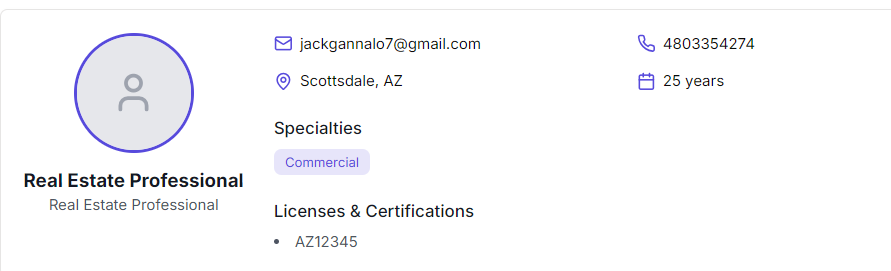 jackgannalo7@gmail.com
4803354274
Scottsdale, AZ
25 years
Specialties
Commercial
Real Estate Professional
Real Estate Professional
Licenses & Certifications
• AZ12345